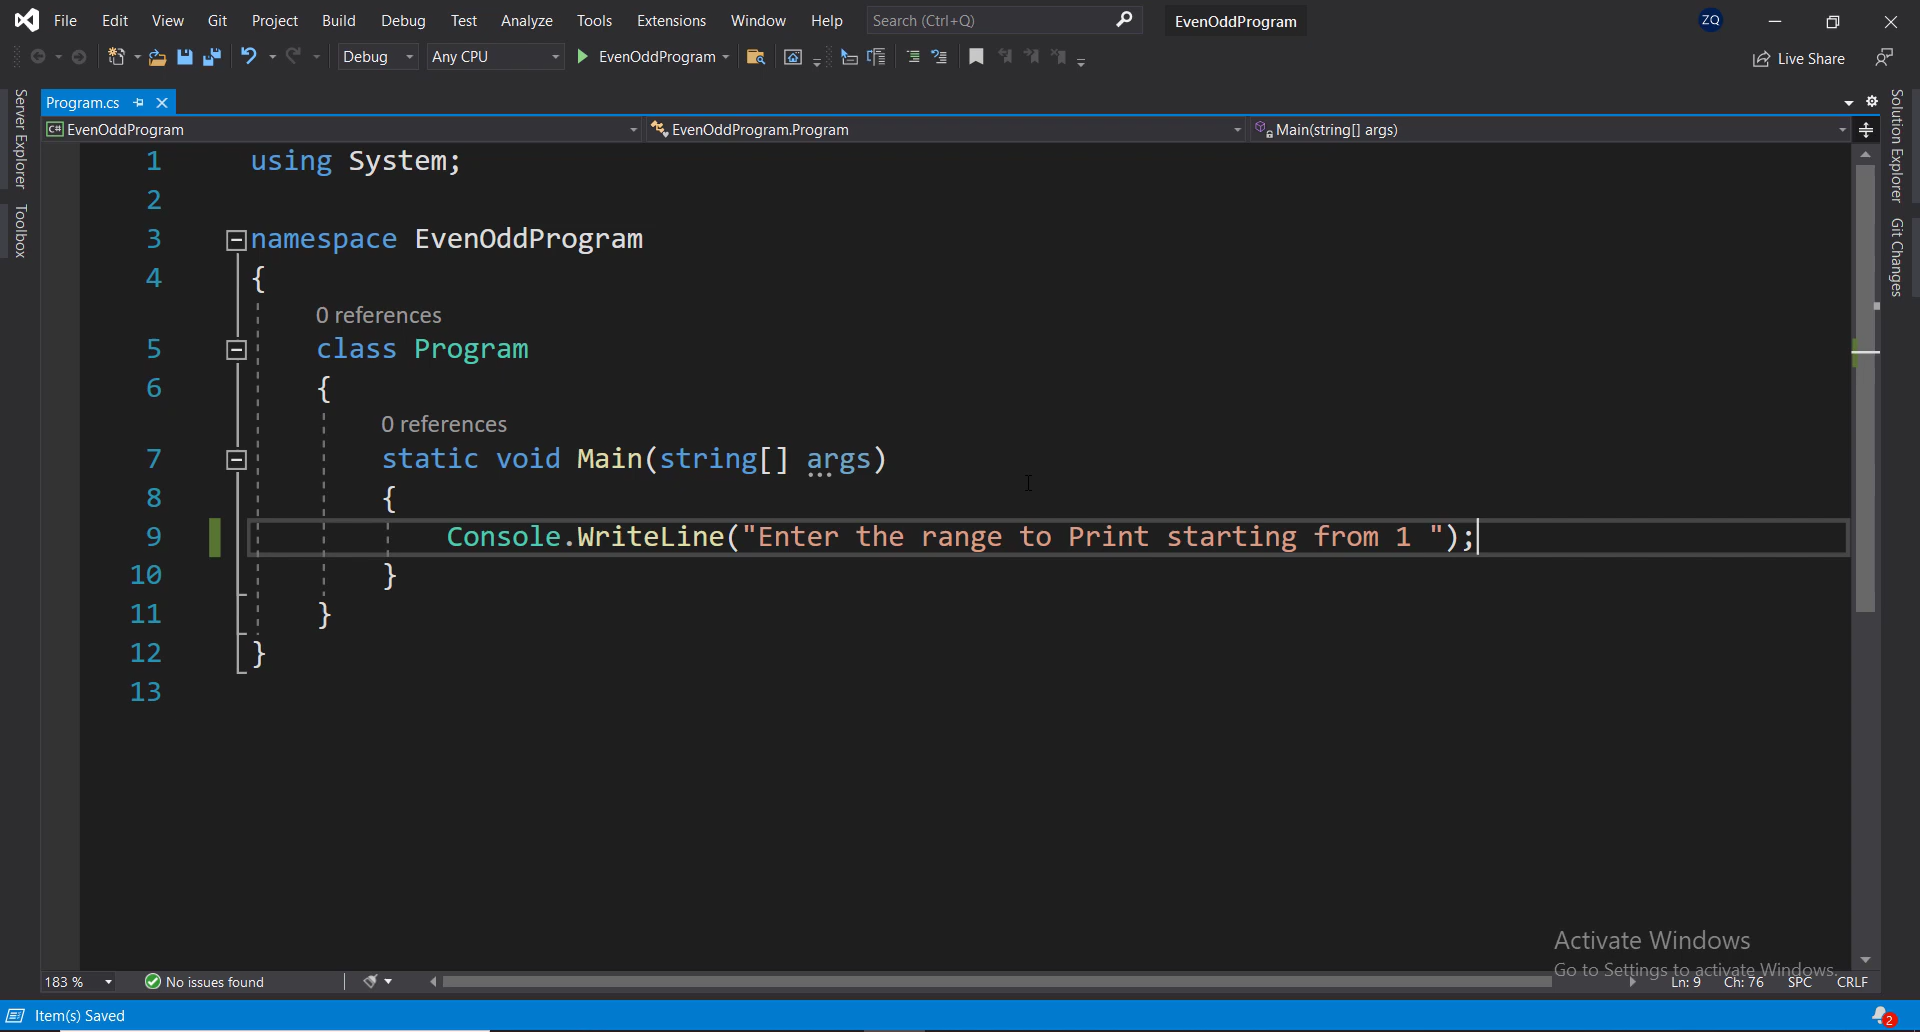 File Edit View Git Project Build Debug Test Analyze Tools Extensions Window Help Search (Ctrl+Q) EvenOddProgram ZQ
Debug Any CPU EvenOddProgram Live Share
Server Explorer
Toolbox
Program.cs
C# EvenOddProgram EvenOddProgram.Program Main(string[] args)
1 using System;
2
3 namespace EvenOddProgram
4 {
0 references
5 class Program
6 {
0 references
7 static void Main(string[] args)
8 {
9 Console.WriteLine("Enter the range to Print starting from 1 ");
10 }
11 }
12 }
13
Solution Explorer
Git Changes
Activate Windows
Go to Settings to activate Windows.
183 % No issues found Ln: 9 Ch: 76 SPC CRLF
Item(s) Saved 2